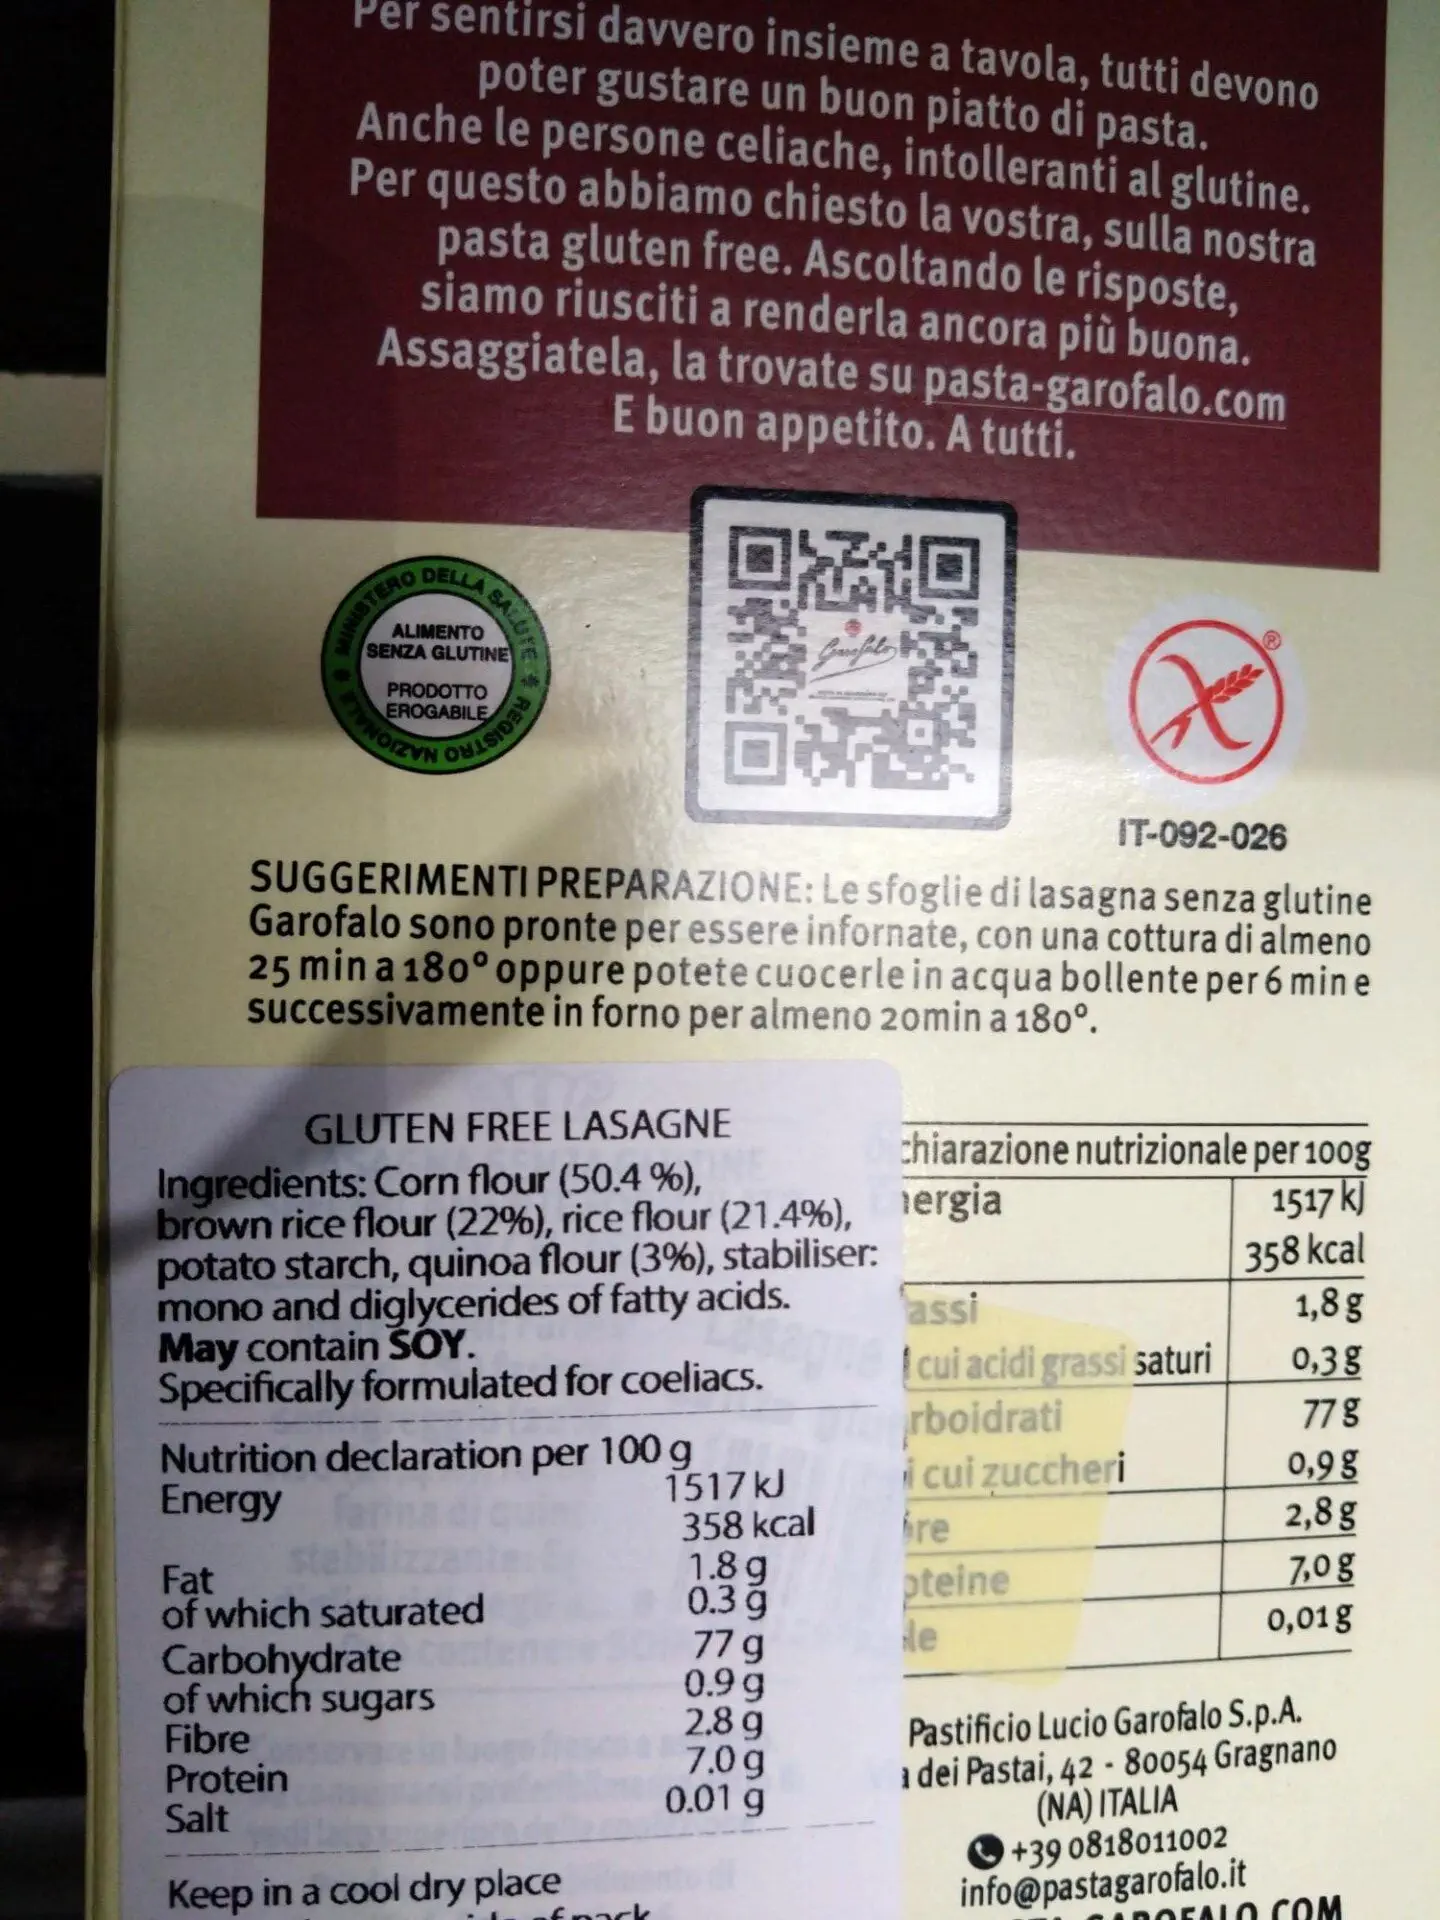 Per sentirsi davvero insieme a tavola, tutti devono
poter gustare un buon piatto di pasta.
Anche le persone celiache, intolleranti al glutine.
Per questo abbiamo chiesto la vostra, sulla nostra
pasta gluten free. Ascoltando le risposte,
siamo riusciti a renderla ancora più buona.
Assaggiatela, la trovate su pasta-garofalo.com
E buon appetito. A tutti.
MINISTERO DELLA SALUTE
REGISTRO NAZIONALE
ALIMENTO
SENZA GLUTINE
PRODOTTO
EROGABILE
Garofalo
®
IT-092-026
SUGGERIMENTI PREPARAZIONE: Le sfoglie di lasagna senza glutine
Garofalo sono pronte per essere infornate, con una cottura di almeno
25 min a 180° oppure potete cuocerle in acqua bollente per 6 min e
successivamente in forno per almeno 20min a 180°.
GLUTEN FREE LASAGNE
Ingredients: Corn flour (50.4 %),
brown rice flour (22%), rice flour (21.4%),
potato starch, quinoa flour (3%), stabiliser:
mono and diglycerides of fatty acids.
May contain SOY.
Specifically formulated for coeliacs.
Nutrition declaration per 100 g
Energy 1517 kJ
358 kcal
Fat 1.8 g
of which saturated 0.3 g
Carbohydrate 77 g
of which sugars 0.9 g
Fibre 2.8 g
Protein 7.0 g
Salt 0.01 g
Keep in a cool dry place
of pack
chiarazione nutrizionale per 100g
nergia 1517 kJ
358 kcal
assi 1,8 g
i cui acidi grassi saturi 0,3 g
rboidrati 77 g
i cui zuccheri 0,9 g
bre 2,8 g
oteine 7,0 g
le 0,01 g
Pastificio Lucio Garofalo S.p.A.
a dei Pastai, 42 - 80054 Gragnano
(NA) ITALIA
+39 0818011002
info@pastagarofalo.it
GAROFALO.COM